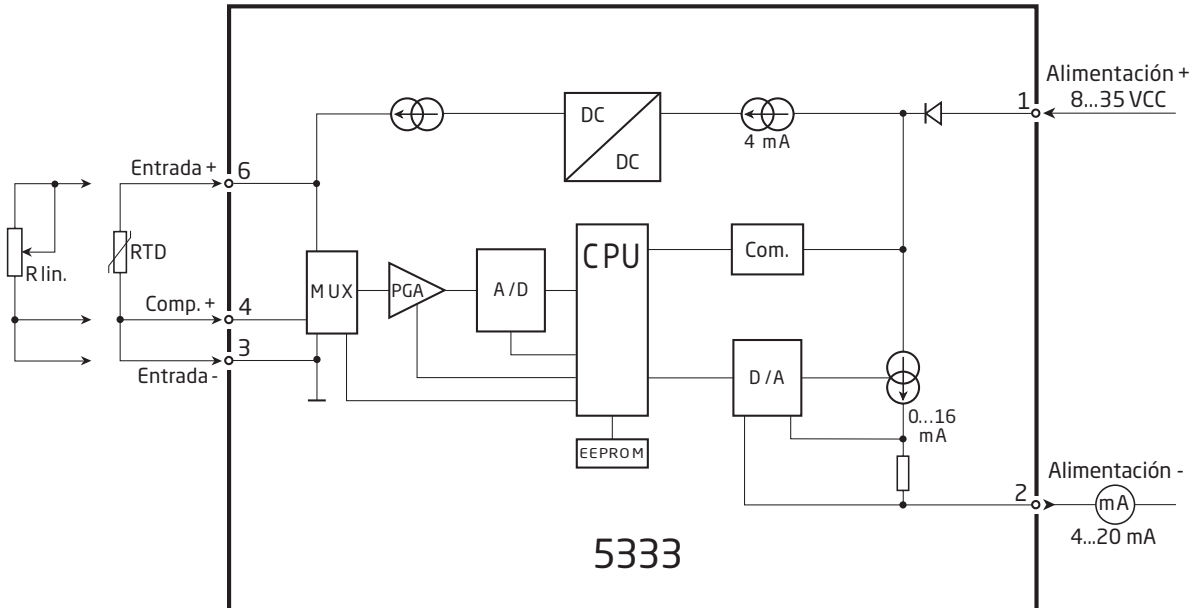 Alimentación +
8...35 VCC
1
DC
DC
4 mA
Entrada +
6
R lin.
RTD
Comp. +
4
3
Entrada -
MUX
PGA
A/D
CPU
Com.
D/A
0...16
mA
EEPROM
Alimentación -
2
mA
4...20 mA
5333